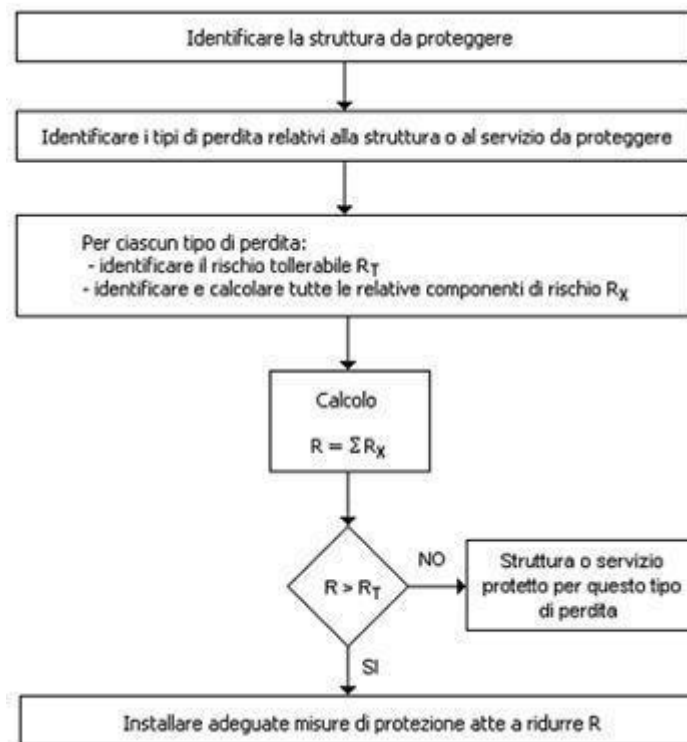 Identificare la struttura da proteggere
Identificare i tipi di perdita relativi alla struttura o al servizio da proteggere
Per ciascun tipo di perdita:
- identificare il rischio tollerabile RT
- identificare e calcolare tutte le relative componenti di rischio RX
Calcolo
R = ΣRX
R > RT
NO
Struttura o servizio
protetto per questo tipo
di perdita
SI
Installare adeguate misure di protezione atte a ridurre R